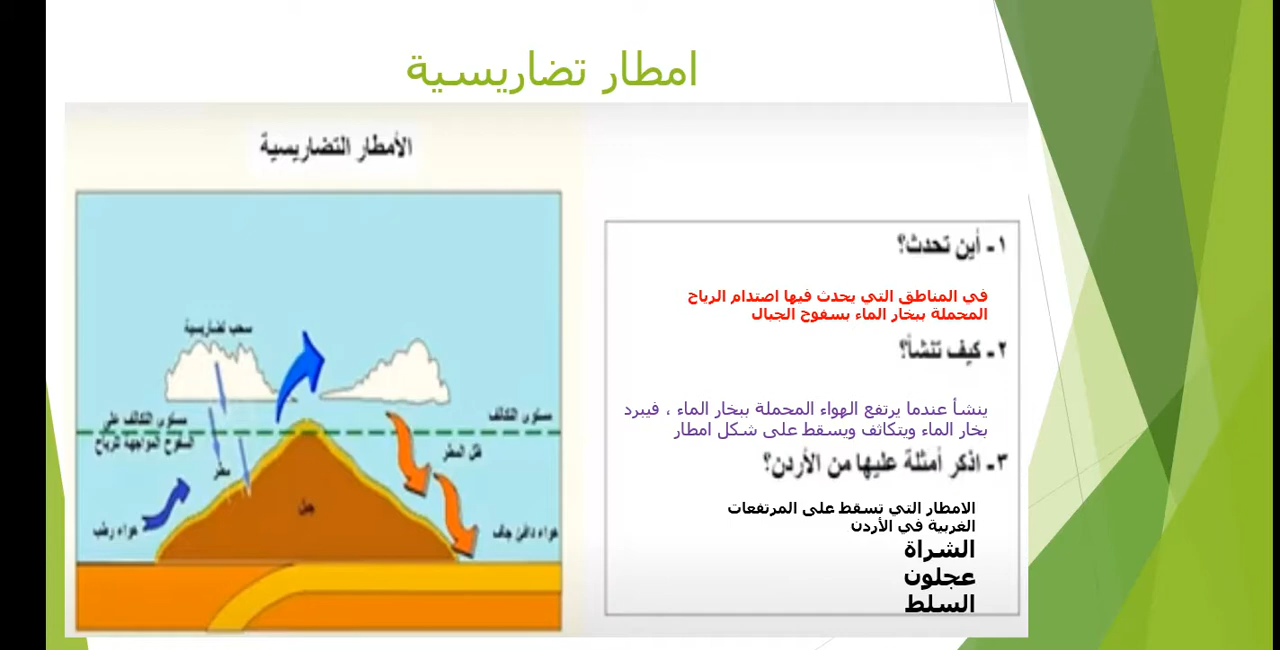 امطار تضاريسية
الأمطار التضاريسية
سحب تضاريسية
مستوى التكاثف على
السفوح المواجهة للرياح
مستوى التكاثف
مطر
ظل المطر
جبل
هواء رطب
هواء دافئ جاف
١- أين تحدث؟
في المناطق التي يحدث فيها اصتدام الرياح
المحملة ببخار الماء بسفوح الجبال
٢- كيف تنشأ؟
ينشأ عندما يرتفع الهواء المحملة ببخار الماء ، فيبرد
بخار الماء ويتكاثف ويسقط على شكل امطار
٣- اذكر أمثلة عليها من الأردن؟
الامطار التي تسقط على المرتفعات
الغربية في الأردن
الشراة
عجلون
السلط